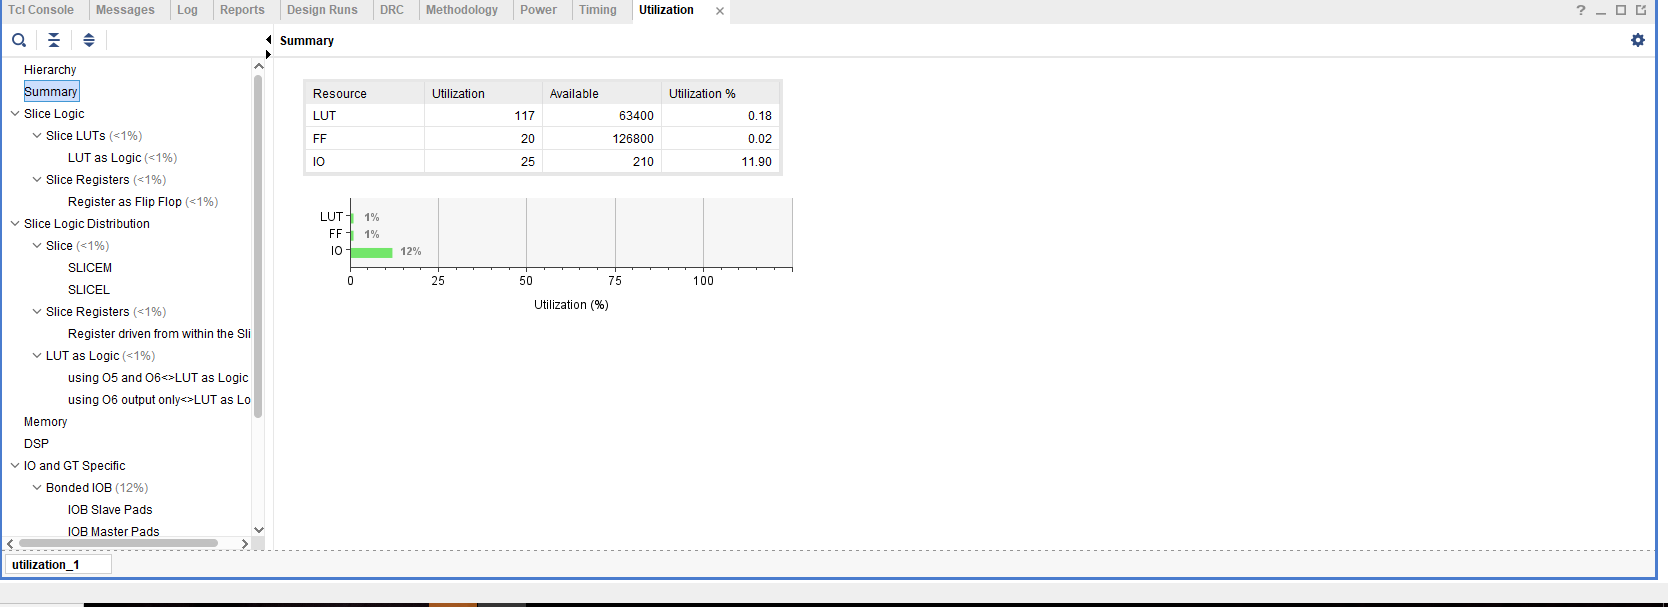 Tcl Console Messages Log Reports Design Runs DRC Methodology Power Timing Utilization ×
?
Summary
Hierarchy
Summary
Slice Logic
Slice LUTs (<1%)
LUT as Logic (<1%)
Slice Registers (<1%)
Register as Flip Flop (<1%)
Slice Logic Distribution
Slice (<1%)
SLICEM
SLICEL
Slice Registers (<1%)
Register driven from within the Sli
LUT as Logic (<1%)
using O5 and O6<>LUT as Logic
using O6 output only<>LUT as Lo
Memory
DSP
IO and GT Specific
Bonded IOB (12%)
IOB Slave Pads
IOB Master Pads
Resource Utilization Available Utilization %
LUT 117 63400 0.18
FF 20 126800 0.02
IO 25 210 11.90
LUT 1%
FF 1%
IO 12%
0 25 50 75 100
Utilization (%)
utilization_1